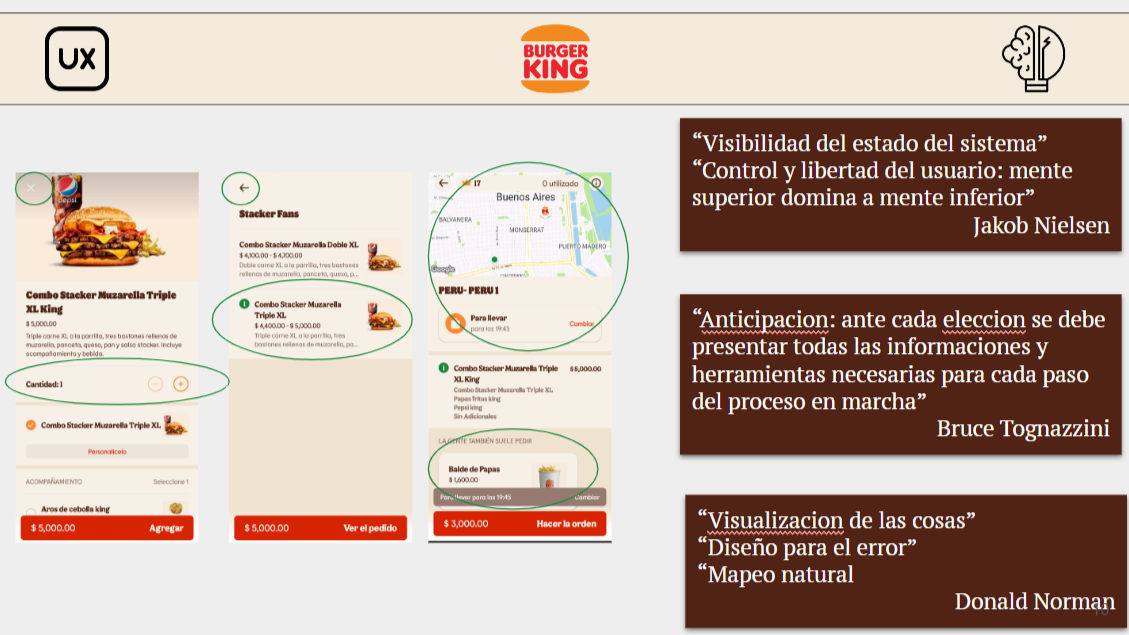 UX
BURGER
KING
pepsi
Combo Stacker Muzarella Triple
XL King
$ 5,000.00
Triple carne XL a la parrilla, tres bastones rellenos de
muzarella, panceta, queso, pan y salsa stacker. Incluye
acompañamiento y bebida.
Cantidad: 1
Combo Stacker Muzarella Triple XL
Personalícelo
ACOMPAÑAMIENTO Seleccione 1
Aros de cebolla king
$ 5,000.00 Agregar
Stacker Fans
Combo Stacker Muzarella Doble XL
$ 4,100.00 - $ 4,700.00
Doble carne XL a la parrilla, tres bastones
rellenos de muzarella, panceta, queso, p...
1 Combo Stacker Muzarella
Triple XL
$ 4,400.00 - $ 5,000.00
Triple carne XL a la parrilla, tres
bastones rellenos de muzarella, pa...
$ 5,000.00 Ver el pedido
17 0 utilizado
Buenos Aires
BALVANERA
MONSERRAT
PUERTO MADERO
Google
PERU- PERU 1
Para llevar
para las 19:45
Cambiar
1 Combo Stacker Muzarella Triple $5,000.00
XL King
Combo Stacker Muzarella Triple XL
Papas fritas king
Pepsi king
Sin Adicionales
LA GENTE TAMBIÉN SUELE PEDIR
Balde de Papas
$ 1,600.00
Para llevar para las 19:45 Cambiar
$ 3,000.00 Hacer la orden
“Visibilidad del estado del sistema”
“Control y libertad del usuario: mente
superior domina a mente inferior”
Jakob Nielsen
“Anticipacion: ante cada eleccion se debe
presentar todas las informaciones y
herramientas necesarias para cada paso
del proceso en marcha”
Bruce Tognazzini
“Visualizacion de las cosas”
“Diseño para el error”
“Mapeo natural
Donald Norman